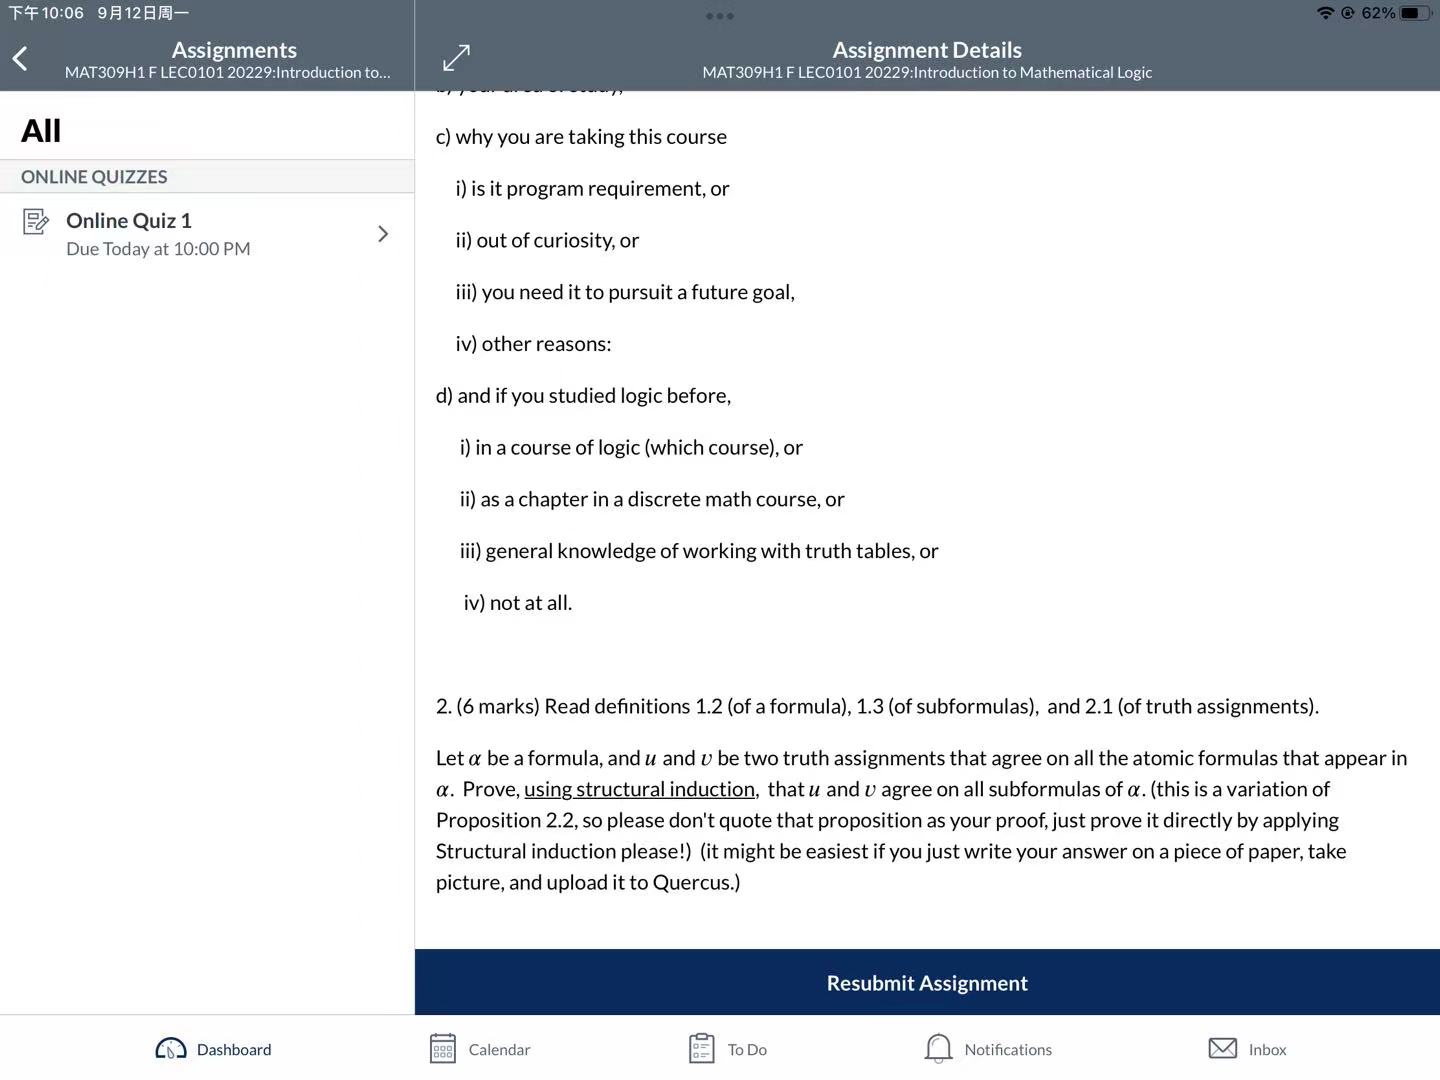 下午10:06 9月12日周一
62%
Assignments
MAT309H1 F LEC0101 20229:Introduction to...
Assignment Details
MAT309H1 F LEC0101 20229:Introduction to Mathematical Logic
All
ONLINE QUIZZES
Online Quiz 1
Due Today at 10:00 PM
c) why you are taking this course
i) is it program requirement, or
ii) out of curiosity, or
iii) you need it to pursuit a future goal,
iv) other reasons:
d) and if you studied logic before,
i) in a course of logic (which course), or
ii) as a chapter in a discrete math course, or
iii) general knowledge of working with truth tables, or
iv) not at all.
2. (6 marks) Read definitions 1.2 (of a formula), 1.3 (of subformulas), and 2.1 (of truth assignments).
Let α be a formula, and u and v be two truth assignments that agree on all the atomic formulas that appear in
α. Prove, using structural induction, that u and v agree on all subformulas of α. (this is a variation of
Proposition 2.2, so please don't quote that proposition as your proof, just prove it directly by applying
Structural induction please!) (it might be easiest if you just write your answer on a piece of paper, take
picture, and upload it to Quercus.)
Resubmit Assignment
Dashboard
Calendar
To Do
Notifications
Inbox